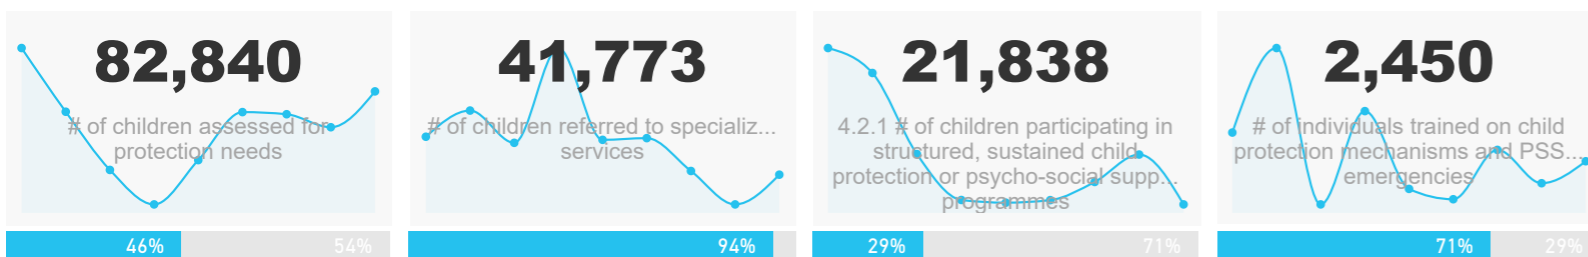 82,840
# of children assessed for
protection needs
46%
54%
41,773
# of children referred to specializ...
services
94%
21,838
4.2.1 # of children participating in
structured, sustained child
protection or psycho-social supp...
programmes
29%
71%
2,450
# of individuals trained on child
protection mechanisms and PSS...
emergencies
71%
29%